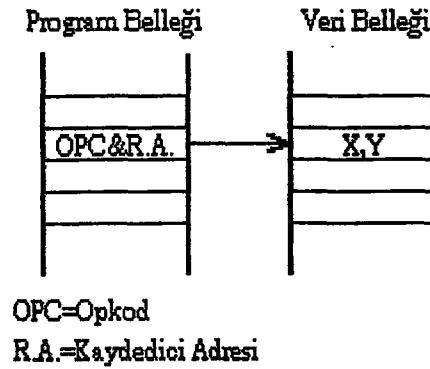 Program Belleği Veri Belleği
OPC&R.A. X,Y
OPC=Opkod
R.A.=Kaydedici Adresi